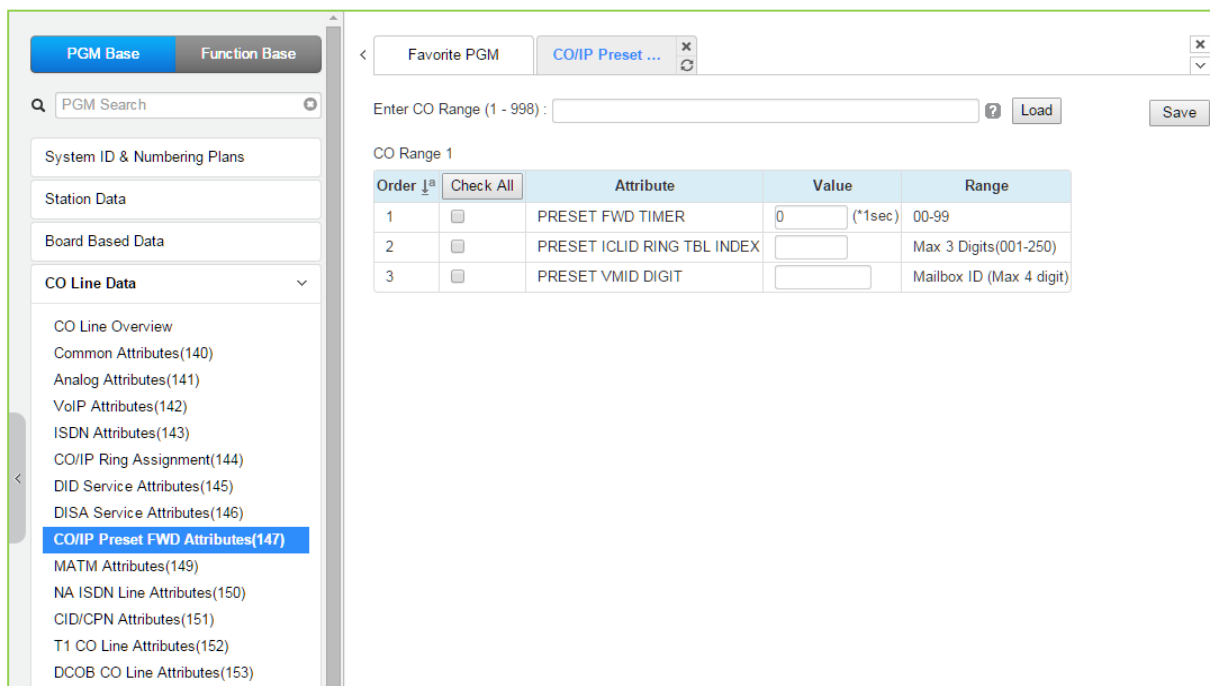 PGM Base Function Base
PGM Search
System ID & Numbering Plans
Station Data
Board Based Data
CO Line Data
CO Line Overview
Common Attributes(140)
Analog Attributes(141)
VoIP Attributes(142)
ISDN Attributes(143)
CO/IP Ring Assignment(144)
DID Service Attributes(145)
DISA Service Attributes(146)
CO/IP Preset FWD Attributes(147)
MATM Attributes(149)
NA ISDN Line Attributes(150)
CID/CPN Attributes(151)
T1 CO Line Attributes(152)
DCOB CO Line Attributes(153)
Favorite PGM CO/IP Preset ...
Enter CO Range (1 - 998) : Load Save
CO Range 1
Order Check All Attribute Value Range
1 PRESET FWD TIMER 0 (*1sec) 00-99
2 PRESET ICLID RING TBL INDEX Max 3 Digits(001-250)
3 PRESET VMID DIGIT Mailbox ID (Max 4 digit)